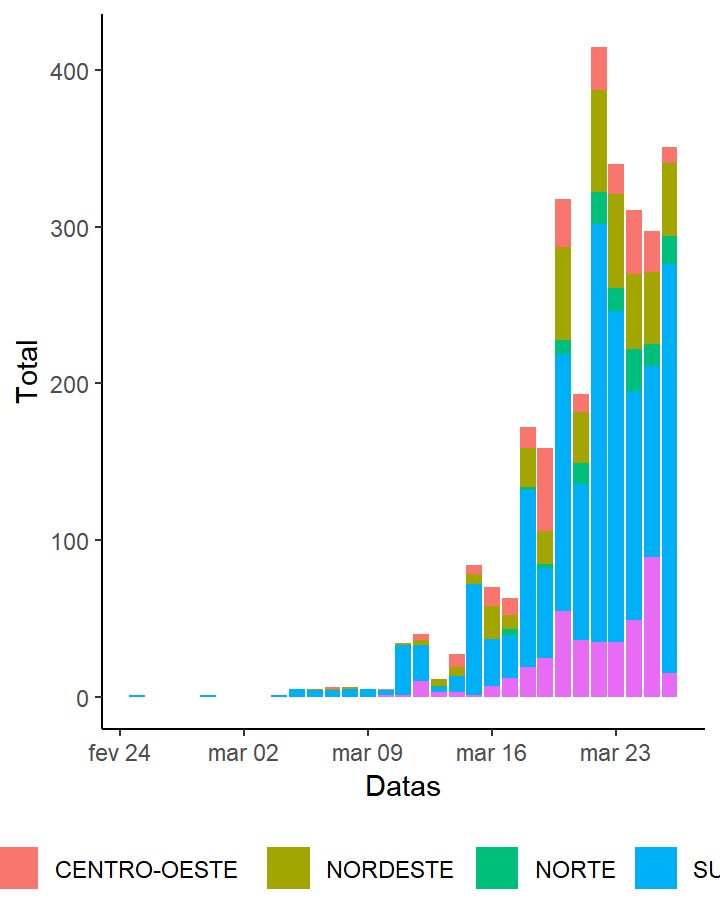 400
300
200
100
0
Total
fev 24 mar 02 mar 09 mar 16 mar 23
Datas
CENTRO-OESTE NORDESTE NORTE